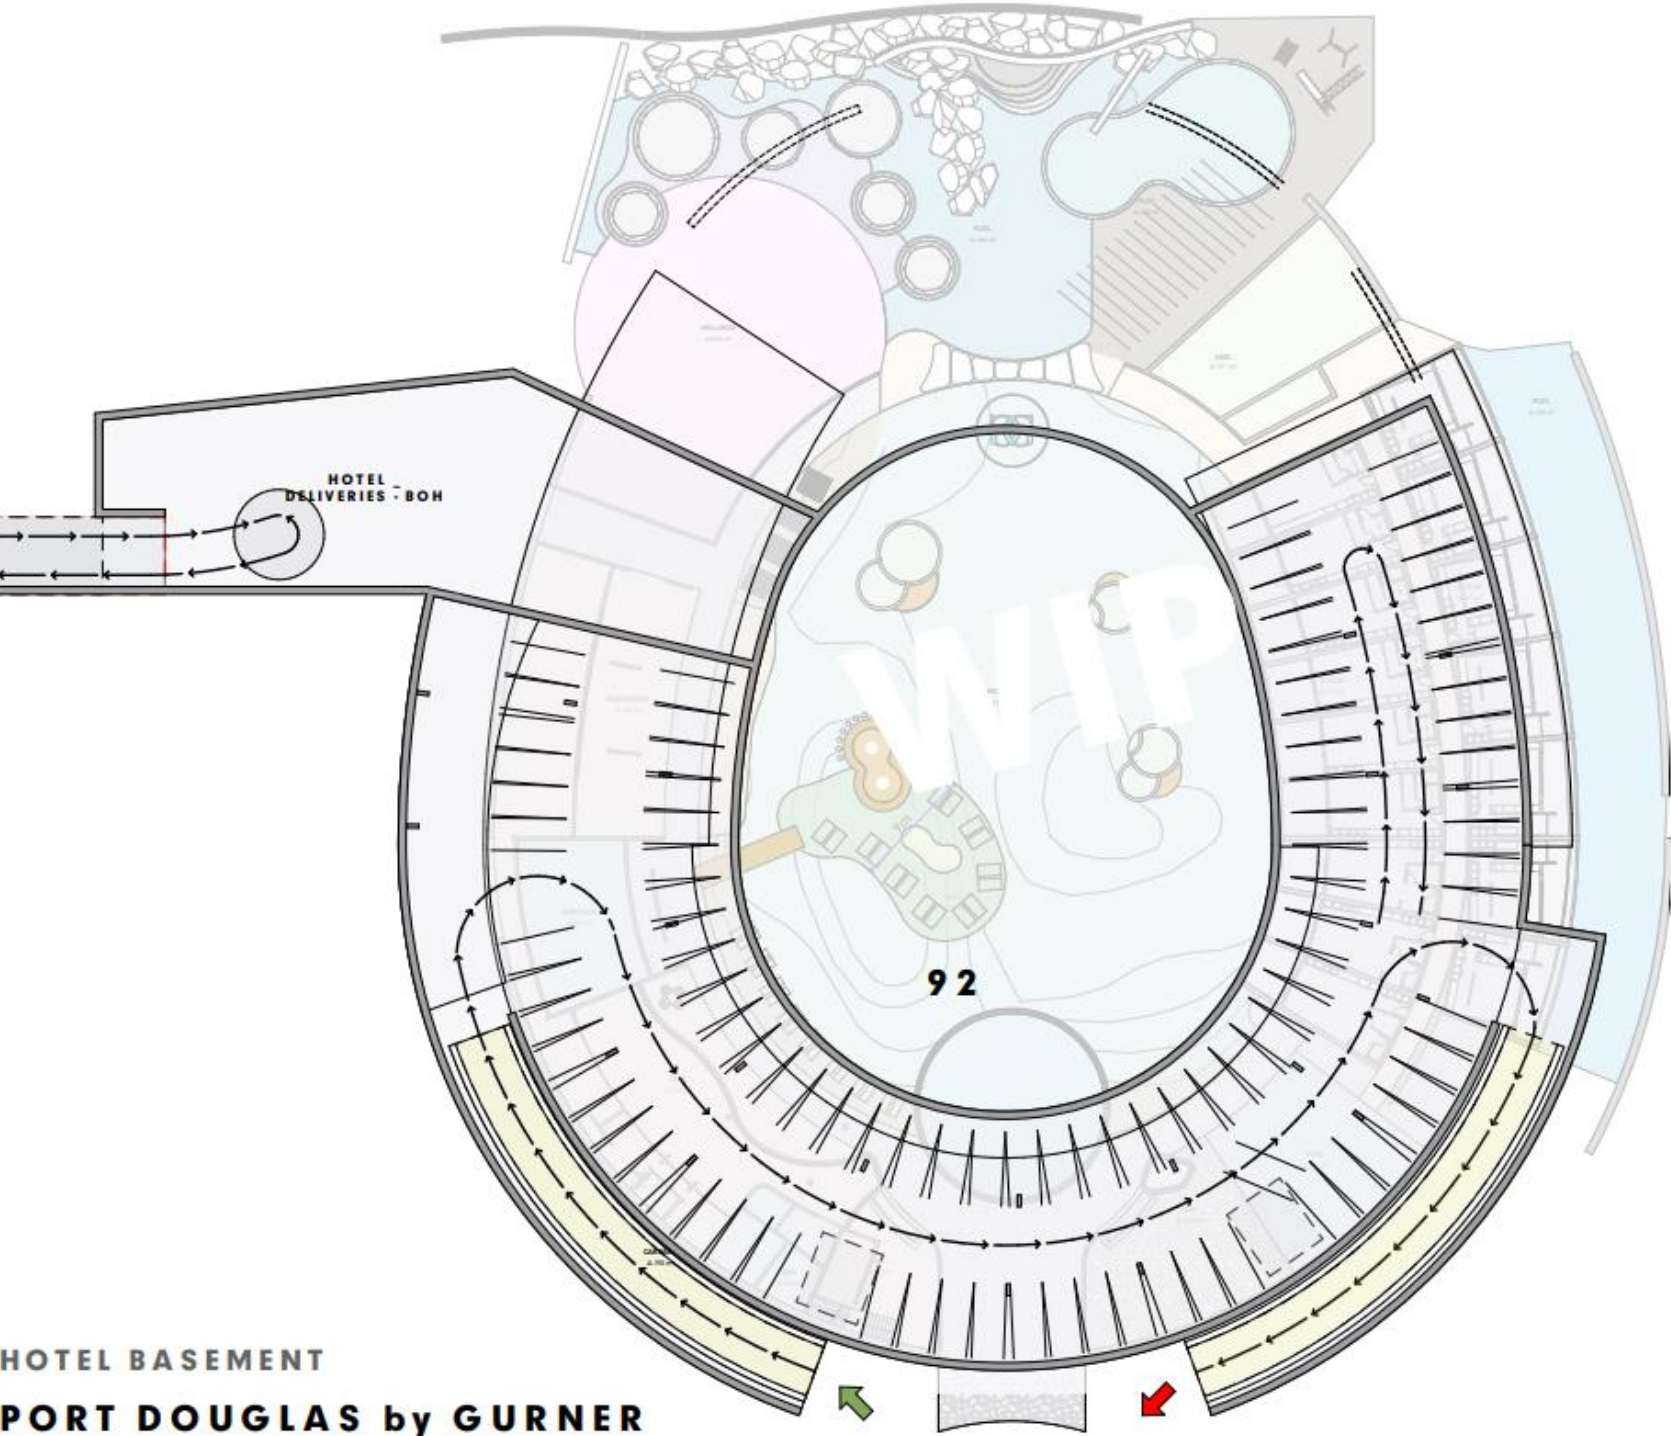 HOTEL
DELIVERIES - BOH
WIP
92
HOTEL BASEMENT
PORT DOUGLAS by GURNER